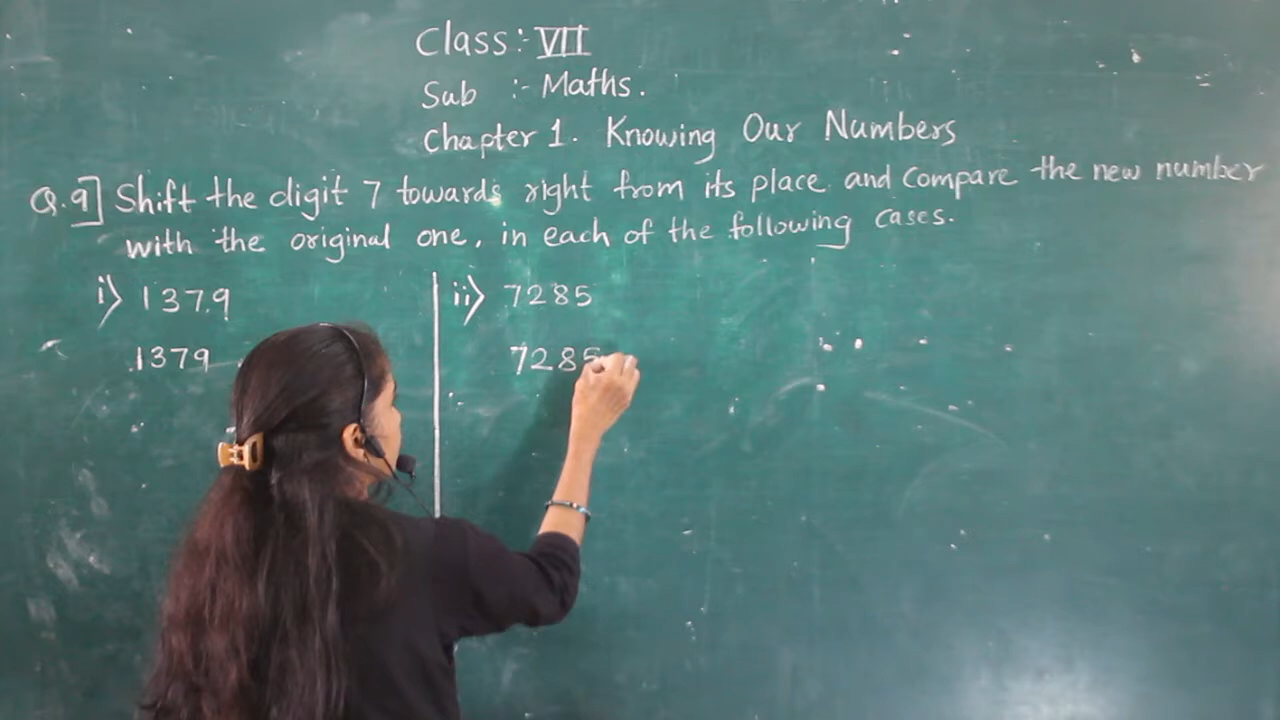 Class:- VII
Sub :- Maths.
Chapter 1. Knowing Our Numbers
Q.9] Shift the digit 7 towards right from its place and Compare the new number
with the original one, in each of the following cases.
i) 1379
ii) 7285
1379
7285